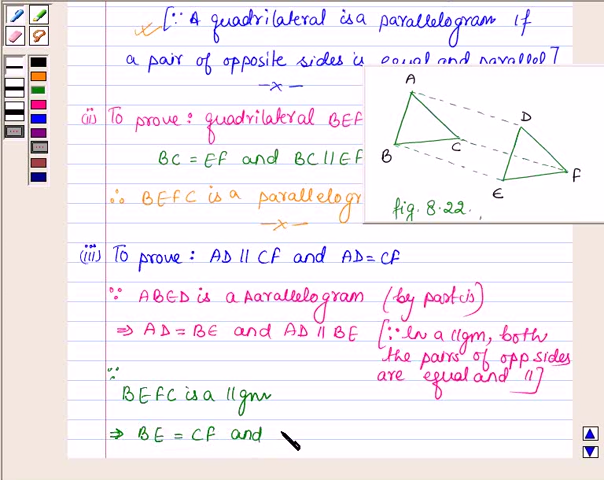 [∵ A quadrilateral is a parallelogram if
a pair of opposite sides is equal and parallel]
—x—
(ii) To prove: quadrilateral BEF
BC = EF and BC || EF
∴ BEFC is a parallelogr
—x—
A
D
B
C
E
F
fig. 8.22.
(iii) To prove: AD || CF and AD = CF
∵ ABED is a parallelogram (by part (i))
⇒ AD = BE and AD || BE [∵ In a ||gm, both
the pairs of opp sides
are equal and ||]
∵
BEFC is a ||gm
⇒ BE = CF and